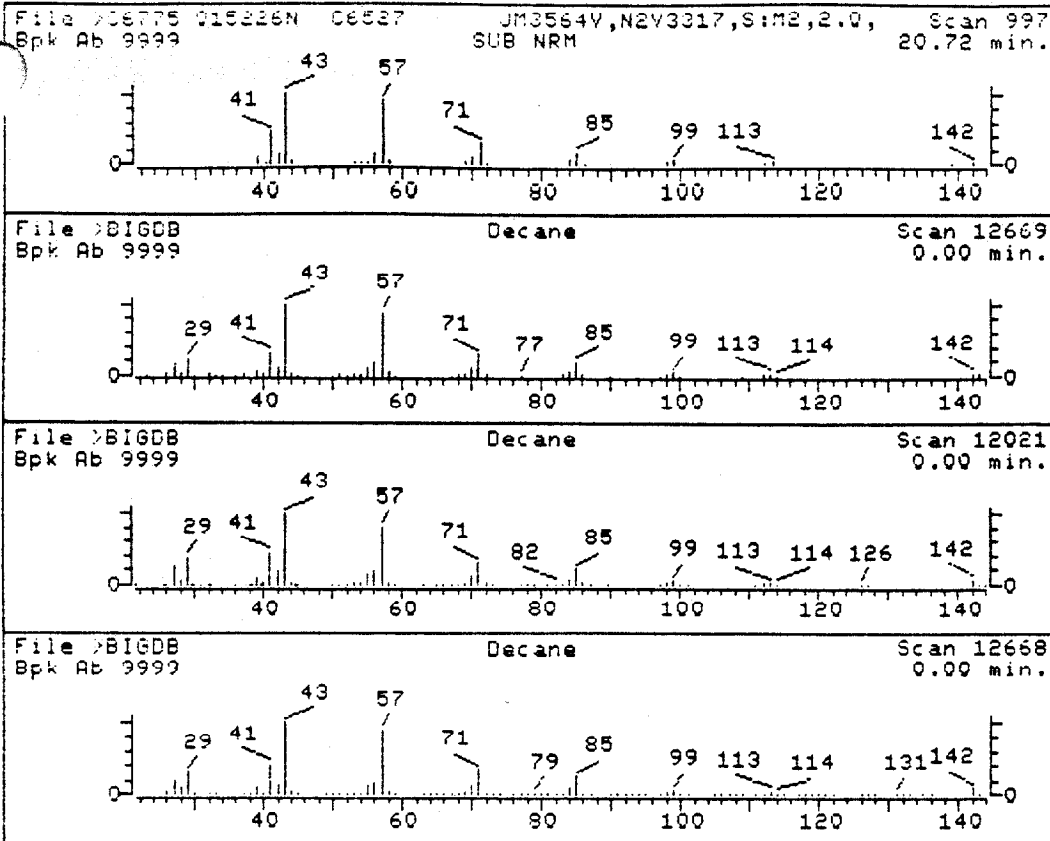 File >C6775 Q15226N C6527 JM3564V,N2V3317,S:M2,2.0, Scan 997
Bpk Ab 9999 SUB NRM 20.72 min.
43 57
41 71 85 99 113 142
0 0
40 60 80 100 120 140
File >BIGDB Decane Scan 12669
Bpk Ab 9999 0.00 min.
43 57
29 41 71 77 85 99 113 114 142
0 0
40 60 80 100 120 140
File >BIGDB Decane Scan 12021
Bpk Ab 9999 0.00 min.
43 57
29 41 71 82 85 99 113 114 126 142
0 0
40 60 80 100 120 140
File >BIGDB Decane Scan 12668
Bpk Ab 9999 0.00 min.
43 57
29 41 71 79 85 99 113 114 131 142
0 0
40 60 80 100 120 140